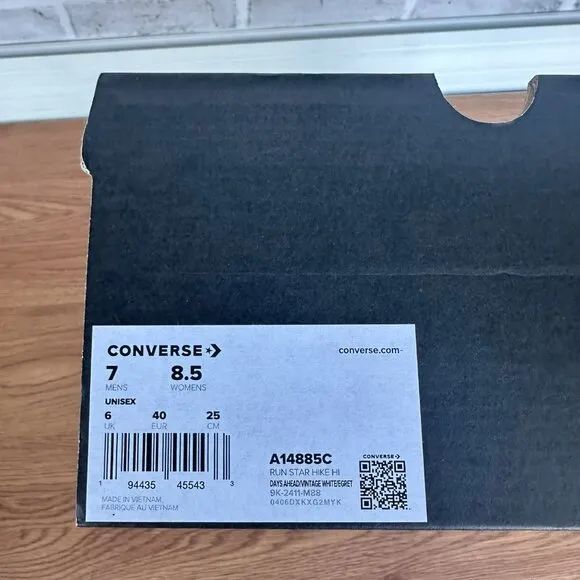 CONVERSE
converse.com
7 8.5
MENS WOMENS
UNISEX
6 40 25
UK EUR CM
1 94435 45543 3
MADE IN VIETNAM,
FABRIQUE AU VIETNAM
A14885C
RUN STAR HIKE HI
DAYS AHEAD/VINTAGE WHITE/EGRET
9K-2411-M88
0406DXKXG2MYK
CONVERSE